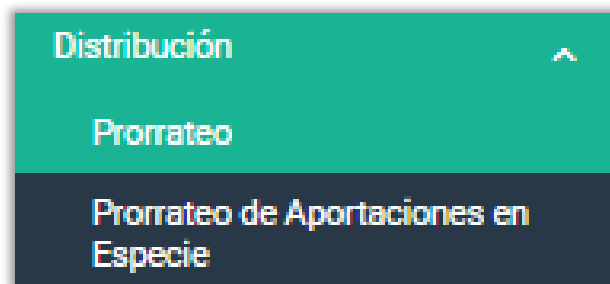 Distribución
Prorrateo
Prorrateo de Aportaciones en
Especie